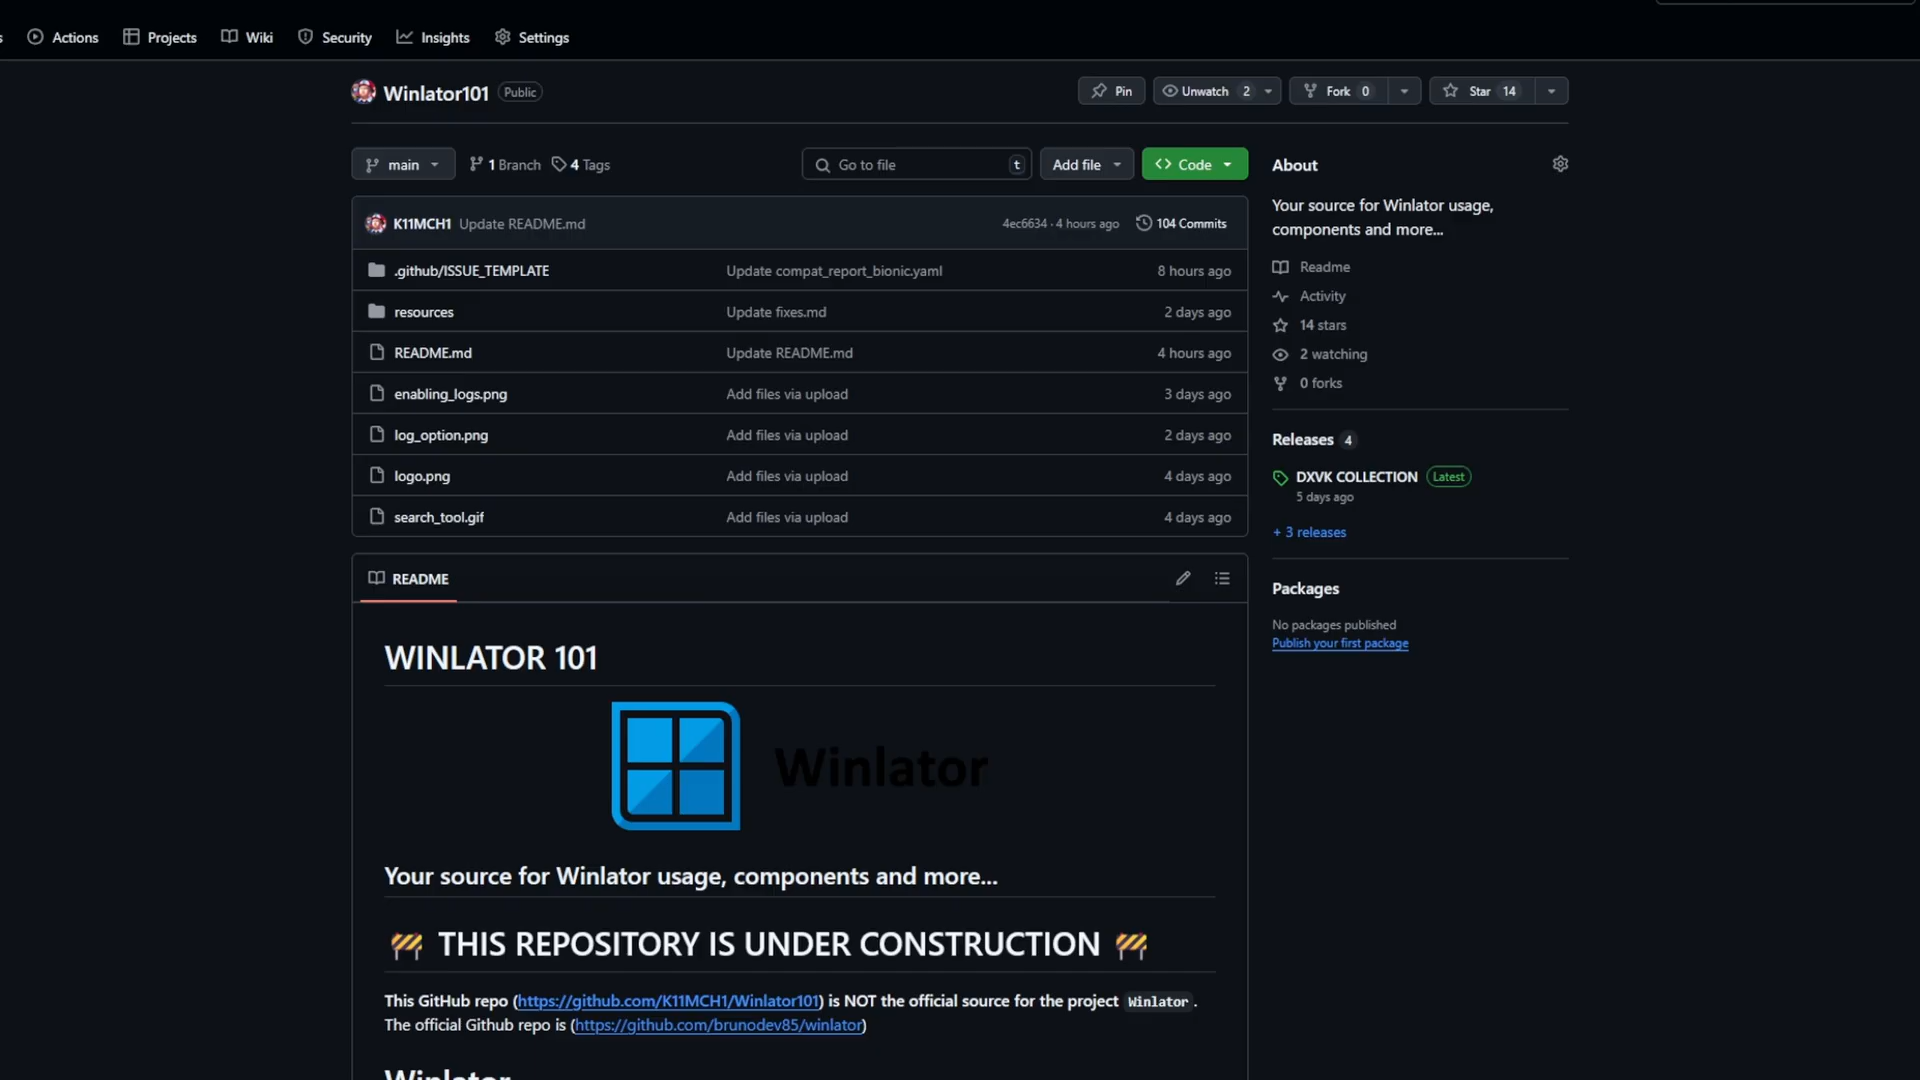 s Actions Projects Wiki Security Insights Settings
Winlator101 Public Pin Unwatch 2 Fork 0 Star 14
main 1 Branch 4 Tags Go to file t Add file Code
K11MCH1 Update README.md 4ec6634 · 4 hours ago 104 Commits
.github/ISSUE_TEMPLATE Update compat_report_bionic.yaml 8 hours ago
resources Update fixes.md 2 days ago
README.md Update README.md 4 hours ago
enabling_logs.png Add files via upload 3 days ago
log_option.png Add files via upload 2 days ago
logo.png Add files via upload 4 days ago
search_tool.gif Add files via upload 4 days ago
README
WINLATOR 101
Winlator
Your source for Winlator usage, components and more...
THIS REPOSITORY IS UNDER CONSTRUCTION
This GitHub repo (https://github.com/K11MCH1/Winlator101) is NOT the official source for the project Winlator.
The official Github repo is (https://github.com/brunodev85/winlator)
Winlator
About
Your source for Winlator usage,
components and more...
Readme
Activity
14 stars
2 watching
0 forks
Releases 4
DXVK COLLECTION Latest
5 days ago
+ 3 releases
Packages
No packages published
Publish your first package